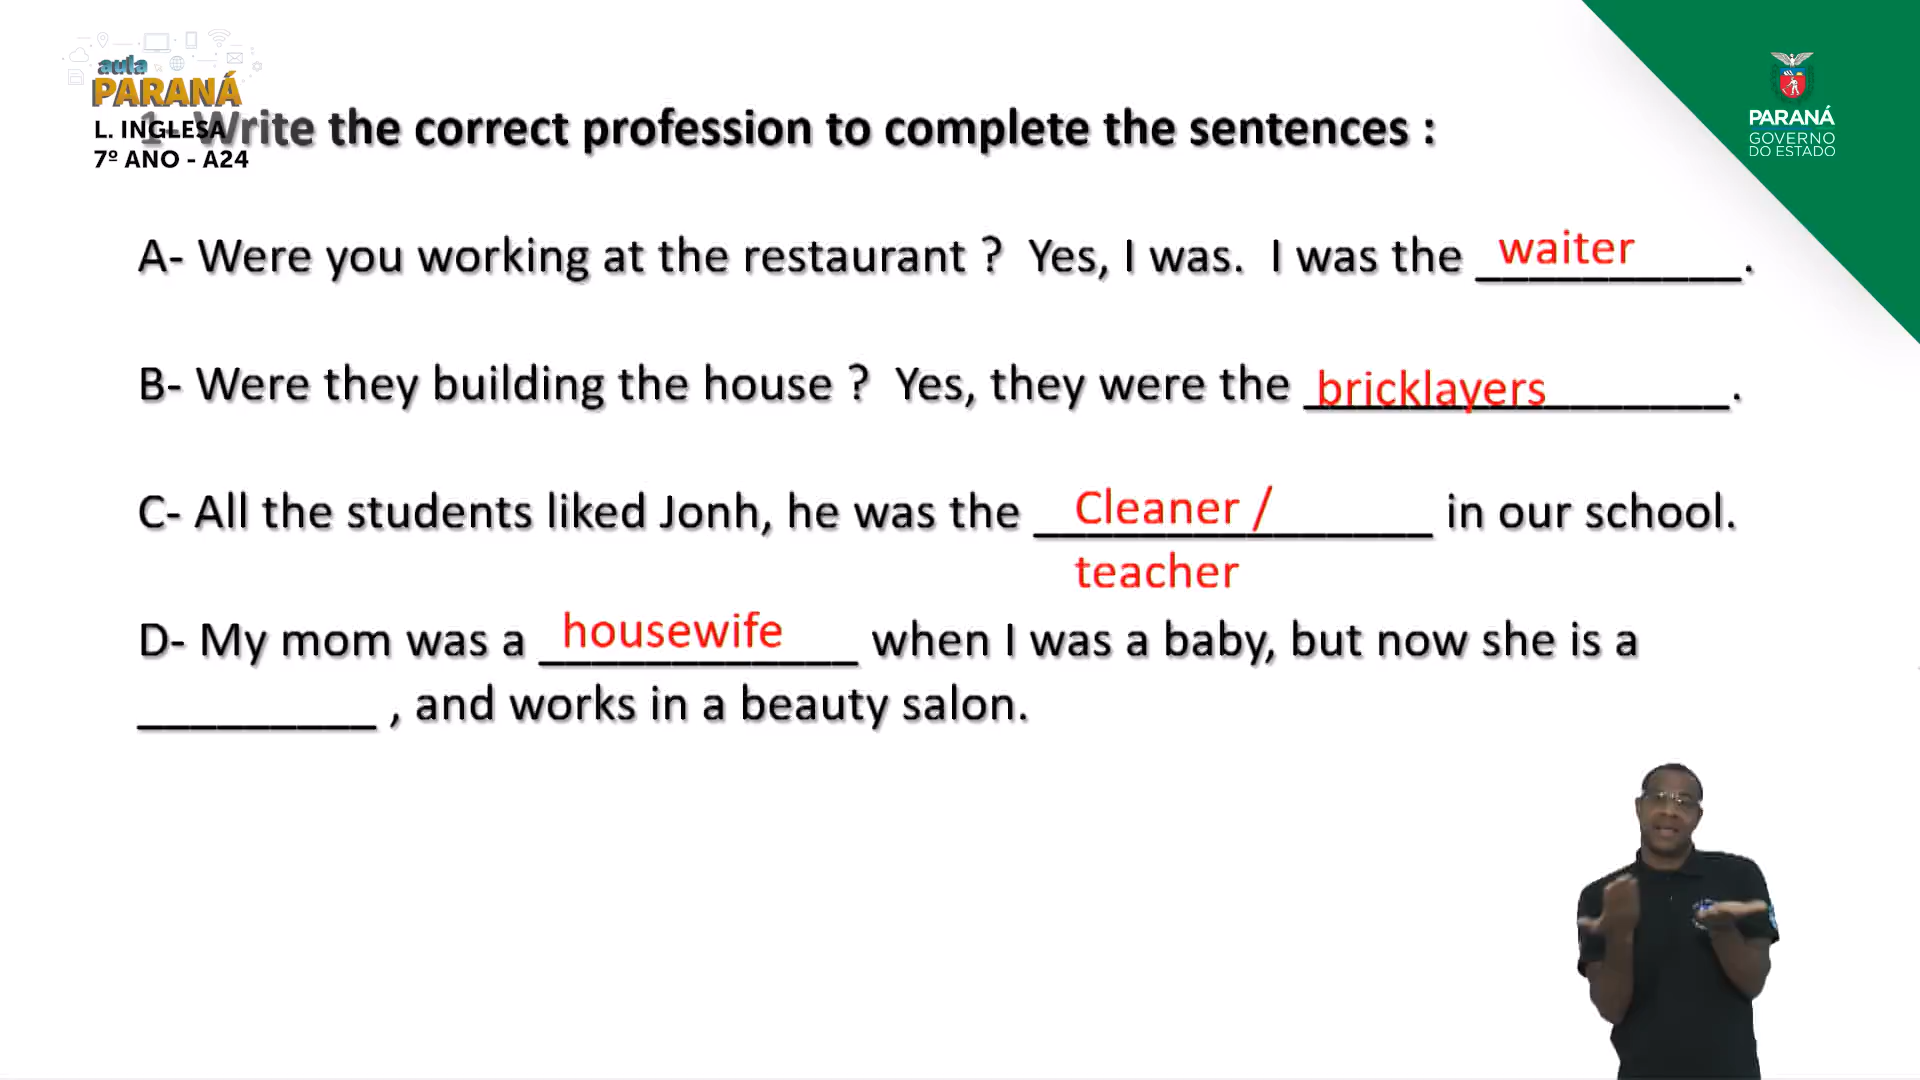 aula
PARANÁ
L. INGLESA
7º ANO - A24
1- Write the correct profession to complete the sentences :
PARANÁ
GOVERNO
DO ESTADO
A- Were you working at the restaurant ? Yes, I was. I was the waiter.
B- Were they building the house ? Yes, they were the bricklayers.
C- All the students liked Jonh, he was the Cleaner / in our school.
teacher
D- My mom was a housewife when I was a baby, but now she is a
_________ , and works in a beauty salon.